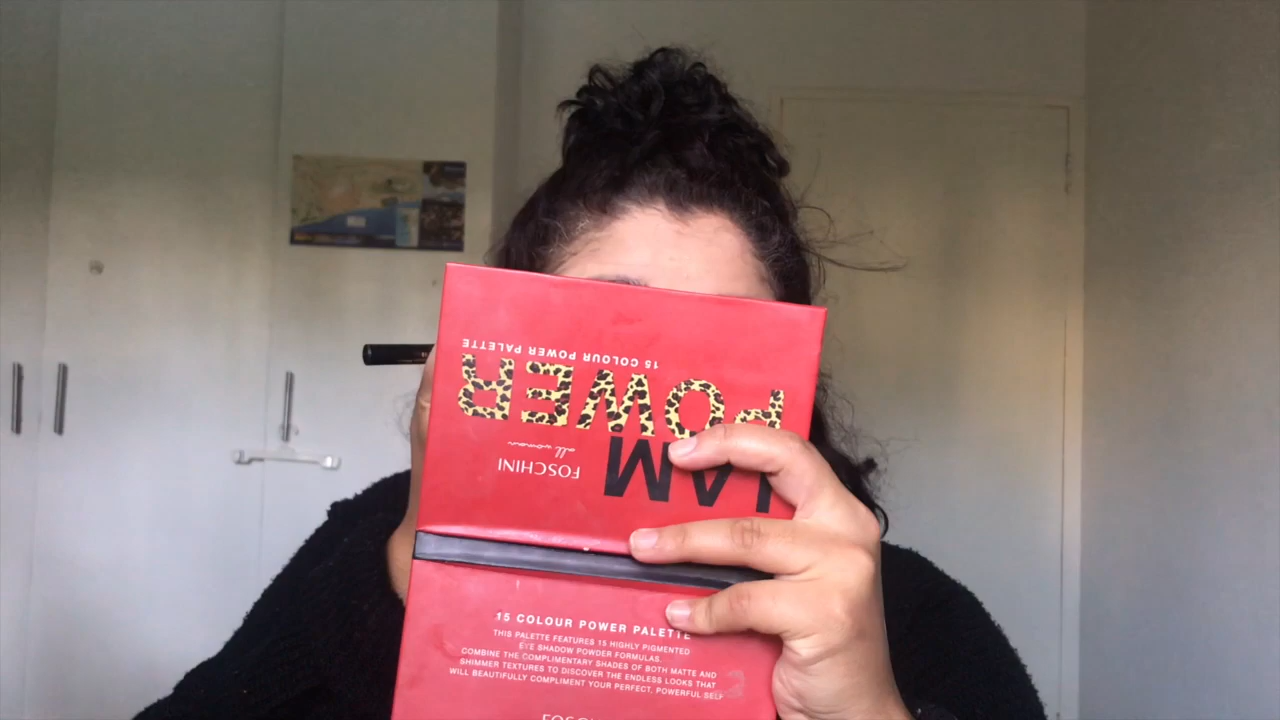 15 COLOUR POWER PALETTE
POWER
I AM
FOSCHINI
all woman
15 COLOUR POWER PALETTE
THIS PALETTE FEATURES 15 HIGHLY PIGMENTED
EYE SHADOW POWDER FORMULAS.
COMBINE THE COMPLIMENTARY SHADES OF BOTH MATTE AND
SHIMMER TEXTURES TO DISCOVER THE ENDLESS LOOKS THAT
WILL BEAUTIFULLY COMPLIMENT YOUR PERFECT, POWERFUL SELF